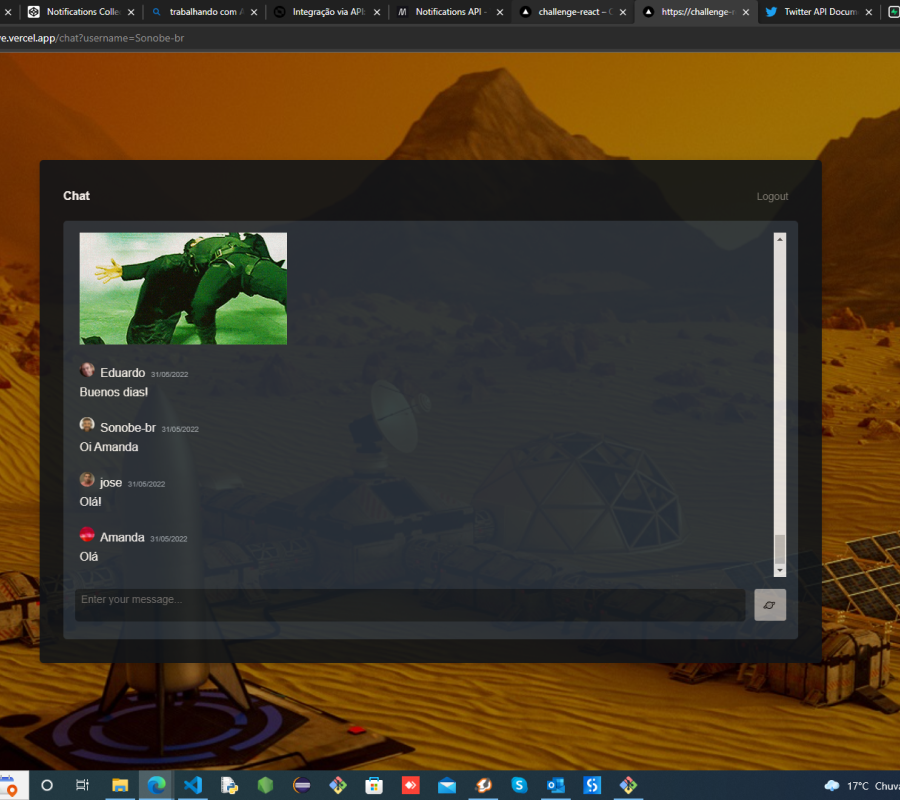 Notifications Colle
trabalhando com
Integração via API
Notifications API -
challenge-react –
https://challenge-
Twitter API Docum
ve.vercel.app/chat?username=Sonobe-br
Chat
Logout
Eduardo 31/05/2022
Buenos dias!
Sonobe-br 31/05/2022
Oi Amanda
jose 31/05/2022
Olá!
Amanda 31/05/2022
Olá
Enter your message...
17°C Chuva